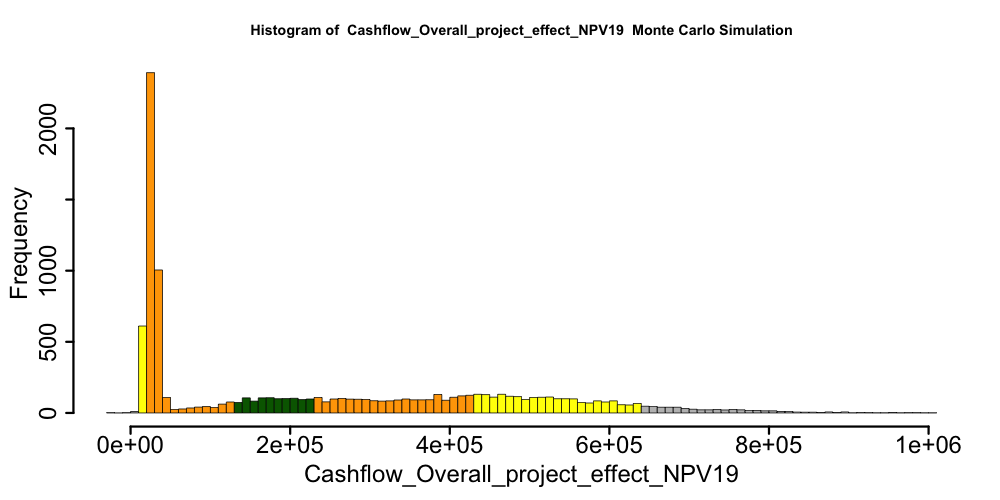 Histogram of  Cashflow_Overall_project_effect_NPV19  Monte Carlo Simulation
Frequency
2000
1000
500
0
0e+00 2e+05 4e+05 6e+05 8e+05 1e+06
Cashflow_Overall_project_effect_NPV19